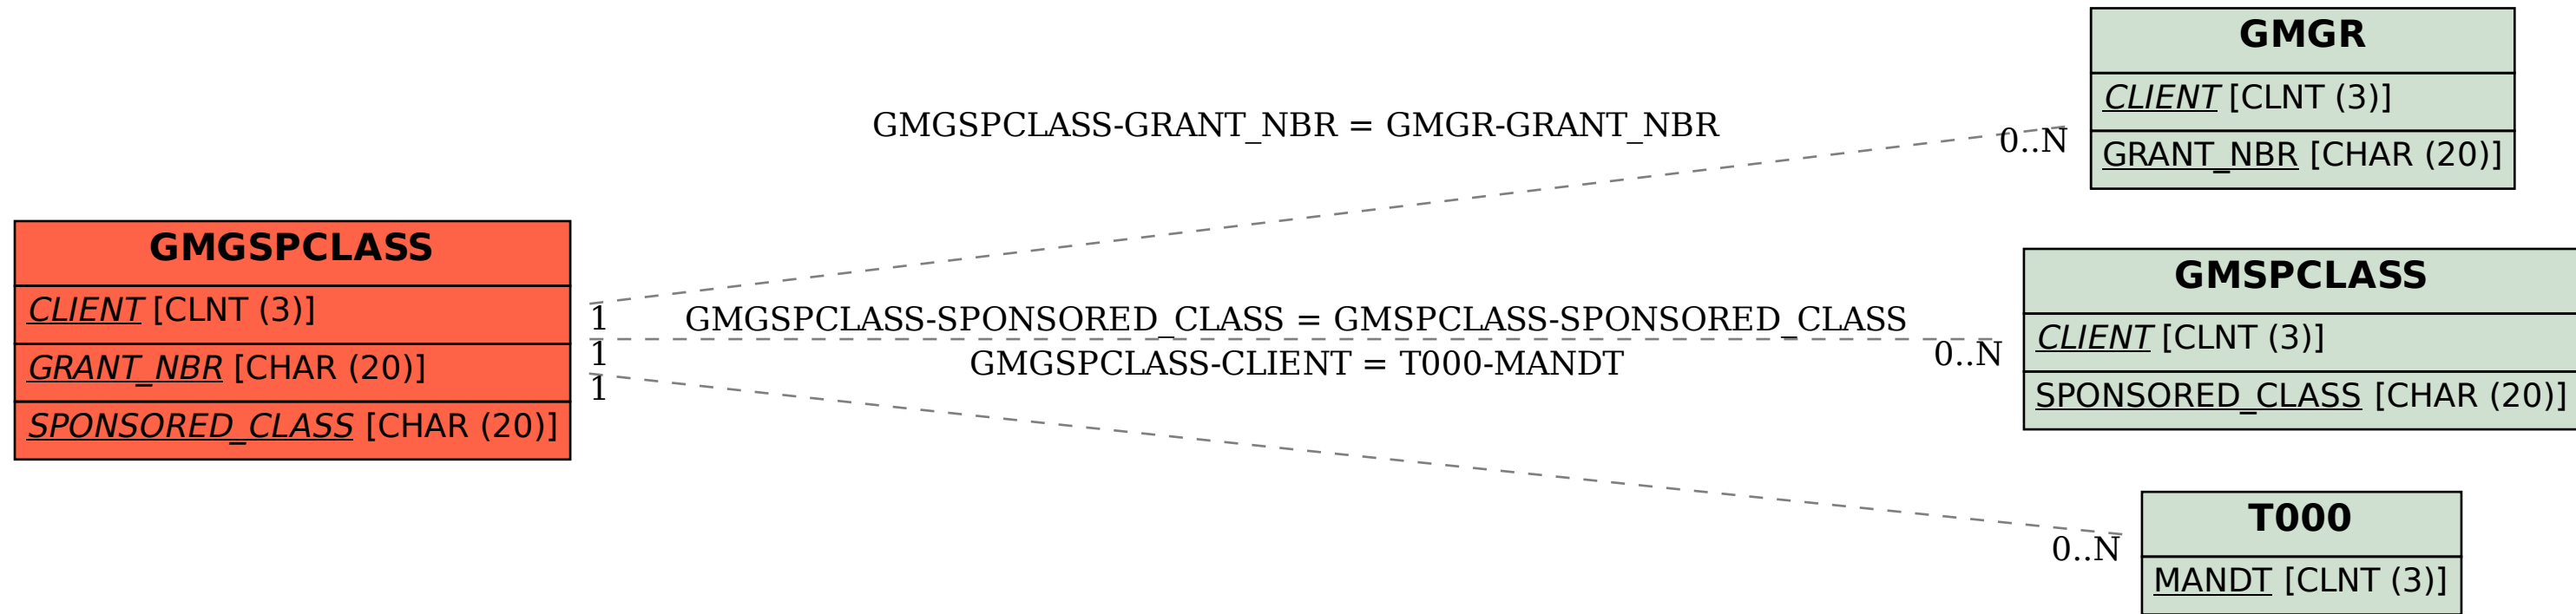 GMGR
CLIENT [CLNT (3)]
GRANT_NBR [CHAR (20)]
GMGSPCLASS-GRANT_NBR = GMGR-GRANT_NBR
0..N
GMGSPCLASS
CLIENT [CLNT (3)]
GRANT_NBR [CHAR (20)]
SPONSORED_CLASS [CHAR (20)]
1
GMGSPCLASS-SPONSORED_CLASS = GMSPCLASS-SPONSORED_CLASS
1
0..N
GMGSPCLASS-CLIENT = T000-MANDT
1
GMSPCLASS
CLIENT [CLNT (3)]
SPONSORED_CLASS [CHAR (20)]
0..N
T000
MANDT [CLNT (3)]